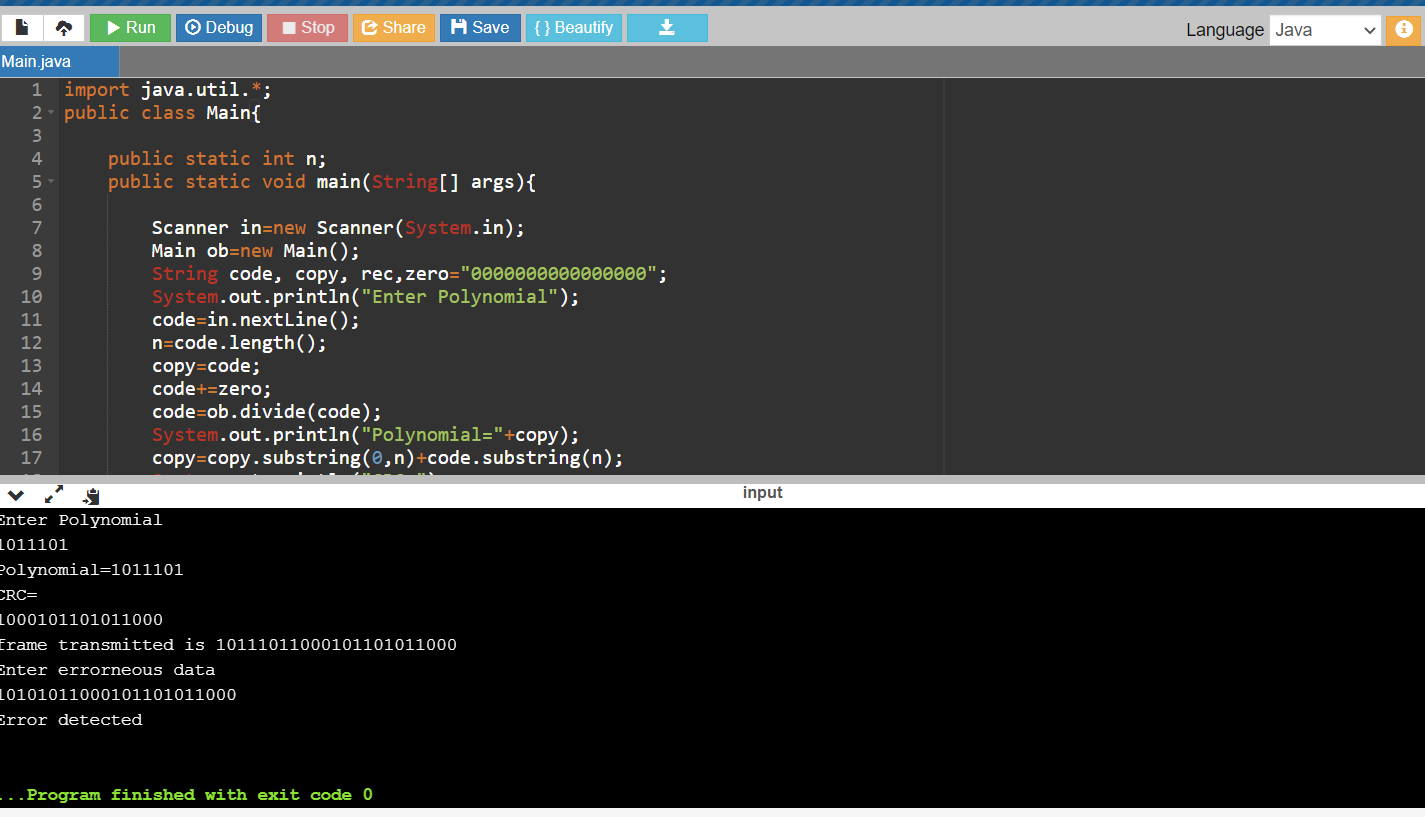 Run Debug Stop Share Save { } Beautify Language Java
Main.java
1 import java.util.*;
2 public class Main{
3
4 public static int n;
5 public static void main(String[] args){
6
7 Scanner in=new Scanner(System.in);
8 Main ob=new Main();
9 String code, copy, rec,zero="0000000000000000";
10 System.out.println("Enter Polynomial");
11 code=in.nextLine();
12 n=code.length();
13 copy=code;
14 code+=zero;
15 code=ob.divide(code);
16 System.out.println("Polynomial="+copy);
17 copy=copy.substring(0,n)+code.substring(n);
input
Enter Polynomial
1011101
Polynomial=1011101
CRC=
1000101101011000
frame transmitted is 10111011000101101011000
Enter errorneous data
10101011000101101011000
Error detected
...Program finished with exit code 0